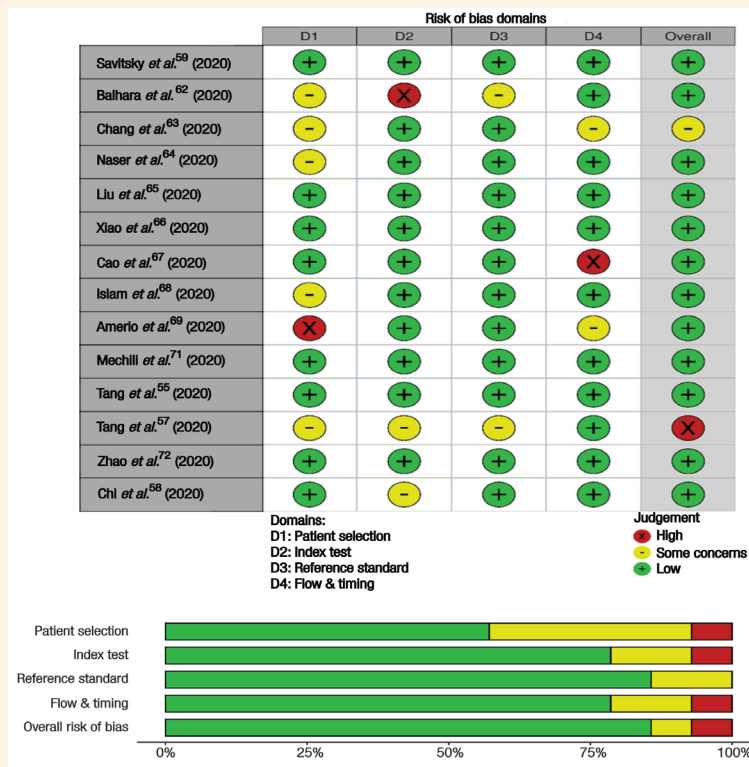 Risk of bias domains
D1 D2 D3 D4 Overall
Savitsky et al.59 (2020) + + + + +
Balhara et al.62 (2020) - X - + +
Chang et al.63 (2020) - + + - -
Naser et al.64 (2020) - + + + +
Liu et al.65 (2020) + + + + +
Xiao et al.66 (2020) + + + + +
Cao et al.67 (2020) + + + X +
Islam et al.68 (2020) - + + + +
Amerio et al.69 (2020) X + + - +
Mechili et al.71 (2020) + + + + +
Tang et al.55 (2020) + + + + +
Tang et al.57 (2020) - - - + X
Zhao et al.72 (2020) + + + + +
Chi et al.58 (2020) + - + + +
Domains:
D1: Patient selection
D2: Index test
D3: Reference standard
D4: Flow & timing
Judgement
X High
- Some concerns
+ Low
Patient selection
Index test
Reference standard
Flow & timing
Overall risk of bias
0% 25% 50% 75% 100%